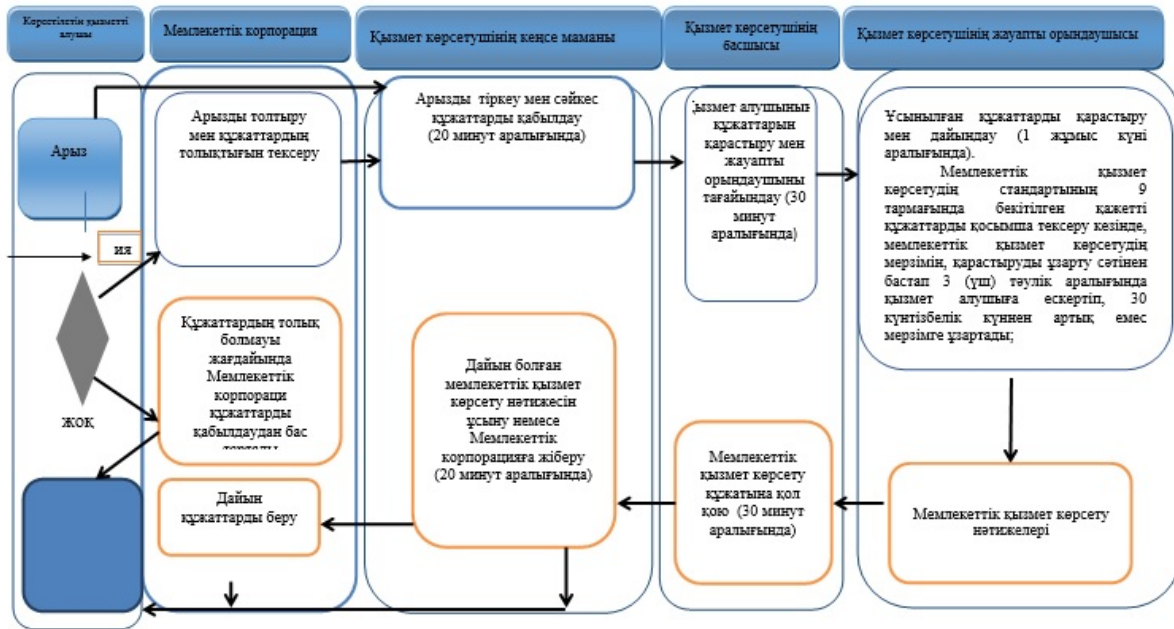 Көрсетілетін қызметті
алушы
Мемлекеттік корпорация
Қызмет көрсетушінің кеңсе маманы
Қызмет көрсетушінің
басшысы
Қызмет көрсетушінің жауапты орындаушысы
Арыз
ия
жоқ
Арызды толтыру
мен құжаттардың
толықтығын тексеру
Құжаттардың толық
болмауы
жағдайында
Мемлекеттік
корпораци
құжаттарды
қабылдаудан бас
Дайын
құжаттарды беру
Арызды тіркеу мен сәйкес
құжаттарды қабылдау
(20 минут аралығында)
Дайын болған
мемлекеттік қызмет
көрсету нәтижесін
ұсыну немесе
Мемлекеттік
корпорацияға жіберу
(20 минут аралығында)
қызмет алушының
құжаттарын
қарастыру мен
жауапты
орындаушыны
тағайындау (30
минут
аралығында)
Мемлекеттік
қызмет көрсету
құжатына қол
қою (30 минут
аралығында)
Ұсынылған құжаттарды қарастыру
мен дайындау (1 жұмыс күні
аралығында).
Мемлекеттік қызмет
көрсетудің стандартының 9
тармағында бекітілген қажетті
құжаттарды қосымша тексеру кезінде,
мемлекеттік қызмет көрсетудің
мерзімін, қарастыруды ұзарту сәтінен
бастап 3 (үш) тәулік аралығында
қызмет алушыға ескертіп, 30
күнтізбелік күннен артық емес
мерзімге ұзартады;
Мемлекеттік қызмет көрсету
нәтижелері